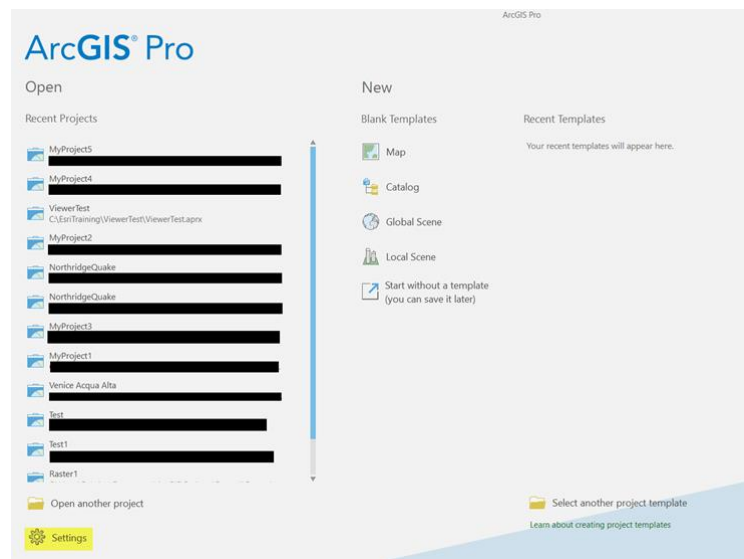 ArcGIS Pro
ArcGIS® Pro
Open
Recent Projects
MyProject5
MyProject4
ViewerTest
C:\EsriTraining\ViewerTest\ViewerTest.aprx
MyProject2
NorthridgeQuake
NorthridgeQuake
MyProject3
MyProject1
Venice Acqua Alta
Test
Test1
Raster1
Open another project
Settings
New
Blank Templates
Map
Catalog
Global Scene
Local Scene
Start without a template
(you can save it later)
Recent Templates
Your recent templates will appear here.
Select another project template
Learn about creating project templates